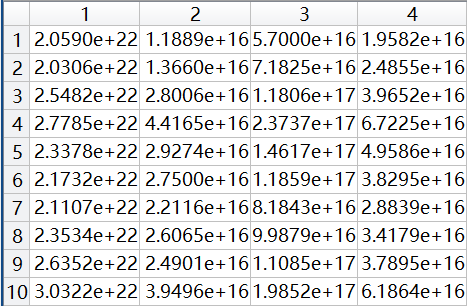 1 2 3 4
1 2.0590e+22 1.1889e+16 5.7000e+16 1.9582e+16
2 2.0306e+22 1.3660e+16 7.1825e+16 2.4855e+16
3 2.5482e+22 2.8006e+16 1.1806e+17 3.9652e+16
4 2.7785e+22 4.4165e+16 2.3737e+17 6.7225e+16
5 2.3378e+22 2.9274e+16 1.4617e+17 4.9586e+16
6 2.1732e+22 2.7500e+16 1.1859e+17 3.8295e+16
7 2.1107e+22 2.2116e+16 8.1843e+16 2.8839e+16
8 2.3534e+22 2.6065e+16 9.9879e+16 3.4179e+16
9 2.6352e+22 2.4901e+16 1.1085e+17 3.7895e+16
10 3.0322e+22 3.9496e+16 1.9852e+17 6.1864e+16